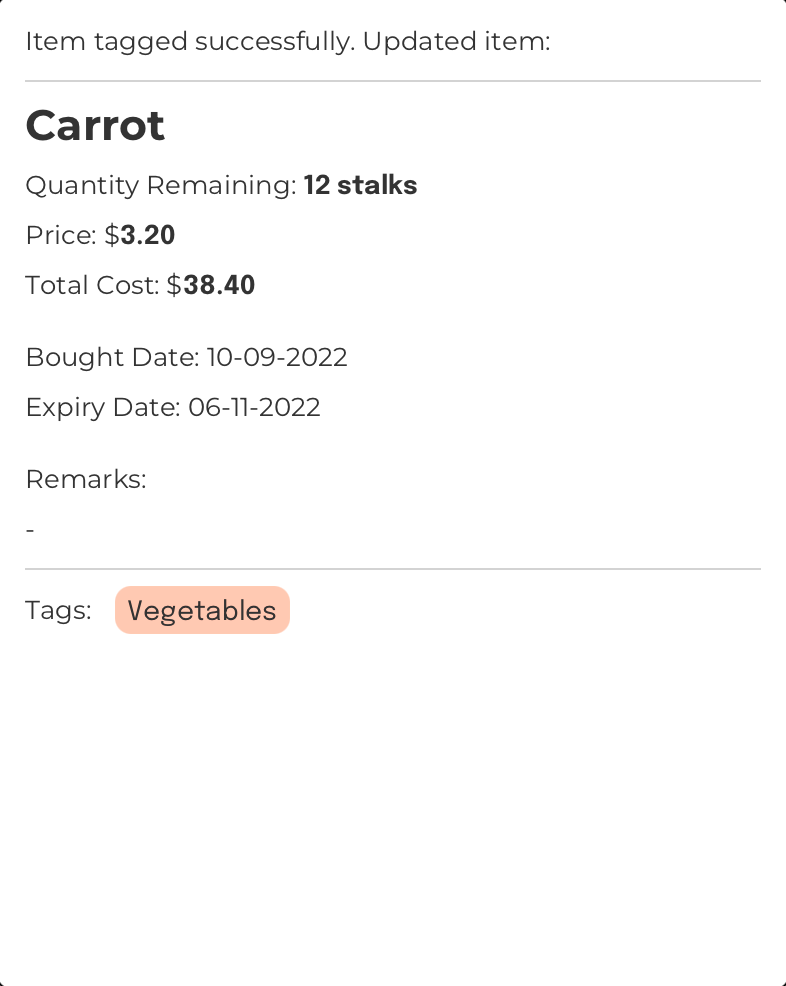 Item tagged successfully. Updated item:
Carrot
Quantity Remaining: 12 stalks
Price: $3.20
Total Cost: $38.40
Bought Date: 10-09-2022
Expiry Date: 06-11-2022
Remarks:
-
Tags: Vegetables